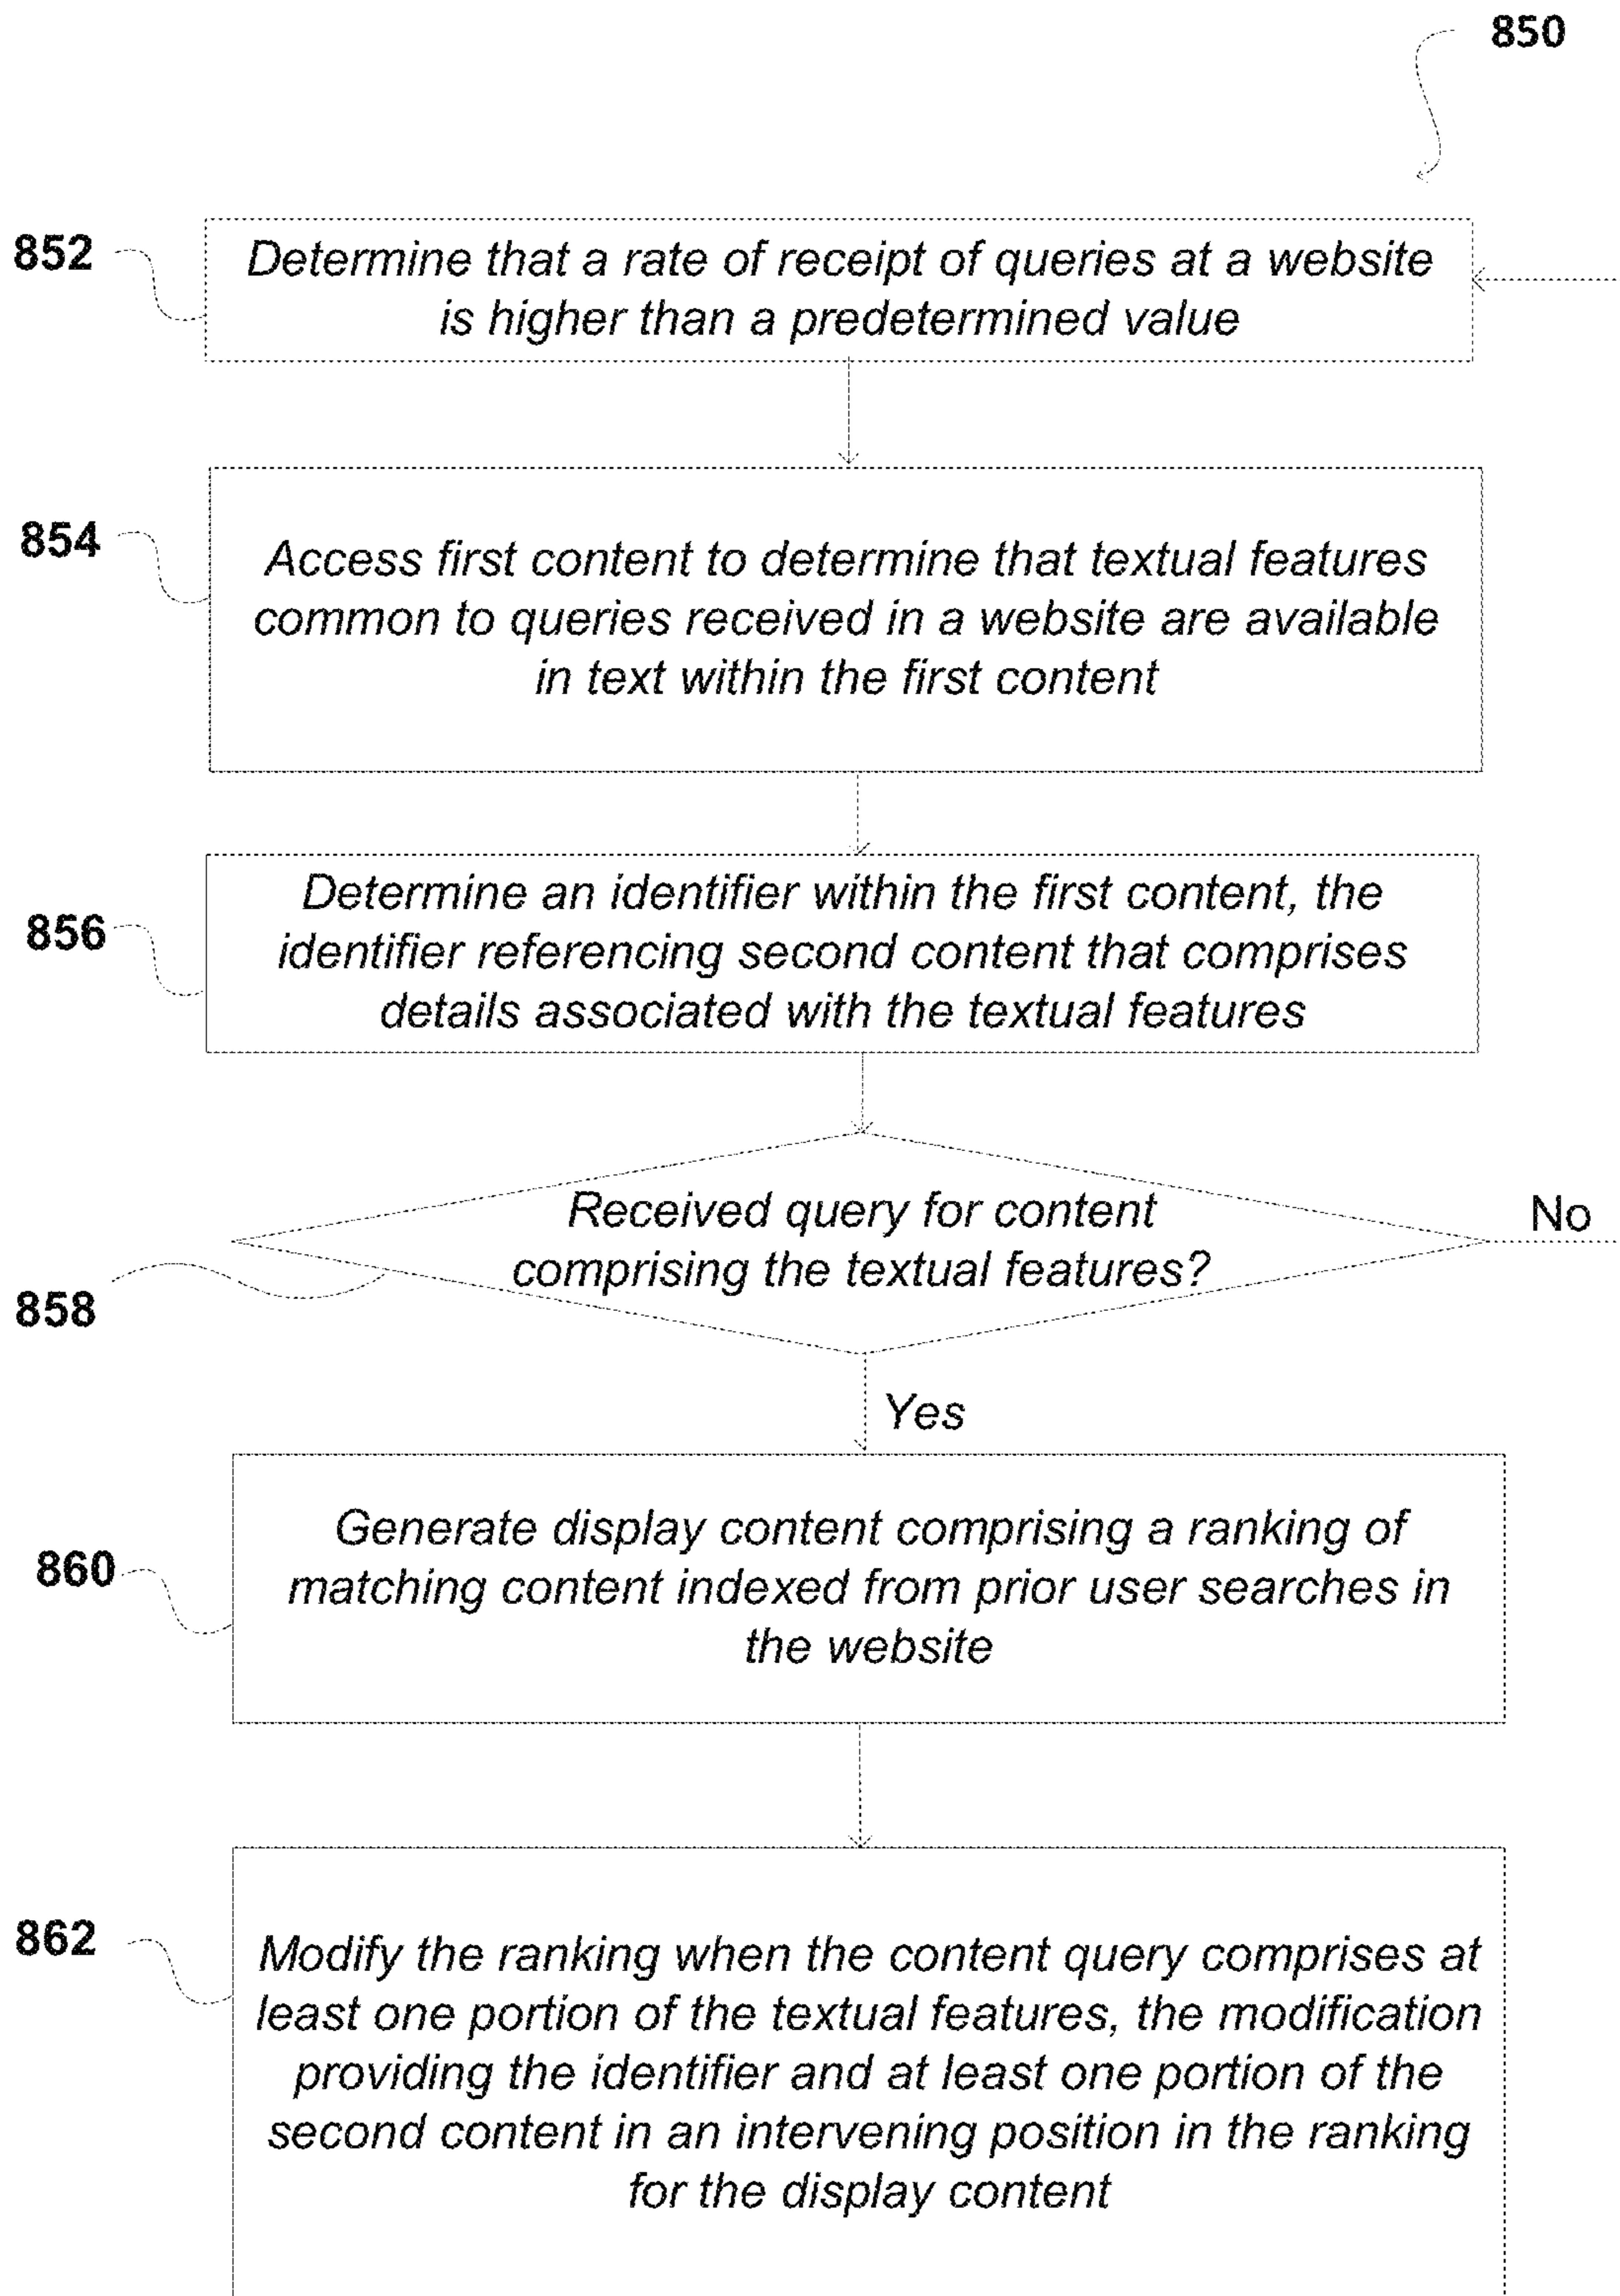 850
852
Determine that a rate of receipt of queries at a website
is higher than a predetermined value
854
Access first content to determine that textual features
common to queries received in a website are available
in text within the first content
856
Determine an identifier within the first content, the
identifier referencing second content that comprises
details associated with the textual features
858
Received query for content
comprising the textual features?
No
Yes
860
Generate display content comprising a ranking of
matching content indexed from prior user searches in
the website
862
Modify the ranking when the content query comprises at
least one portion of the textual features, the modification
providing the identifier and at least one portion of the
second content in an intervening position in the ranking
for the display content